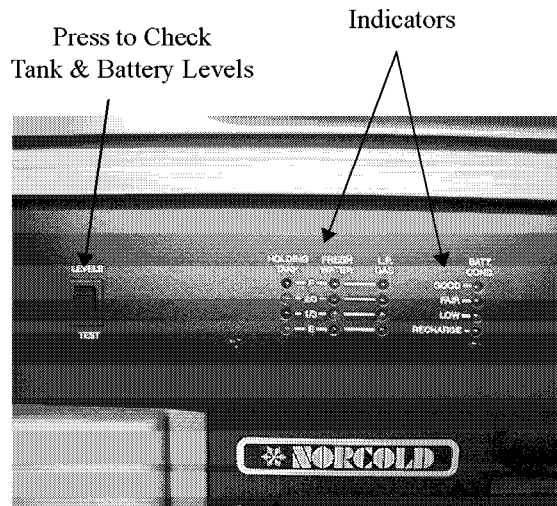 Press to Check
Tank & Battery Levels
Indicators
LEVELS
TEST
HOLDING TANK
FRESH WATER
L.P. GAS
BATT COND
F
2/3
1/3
E
GOOD
FAIR
LOW
RECHARGE
NORCOLD